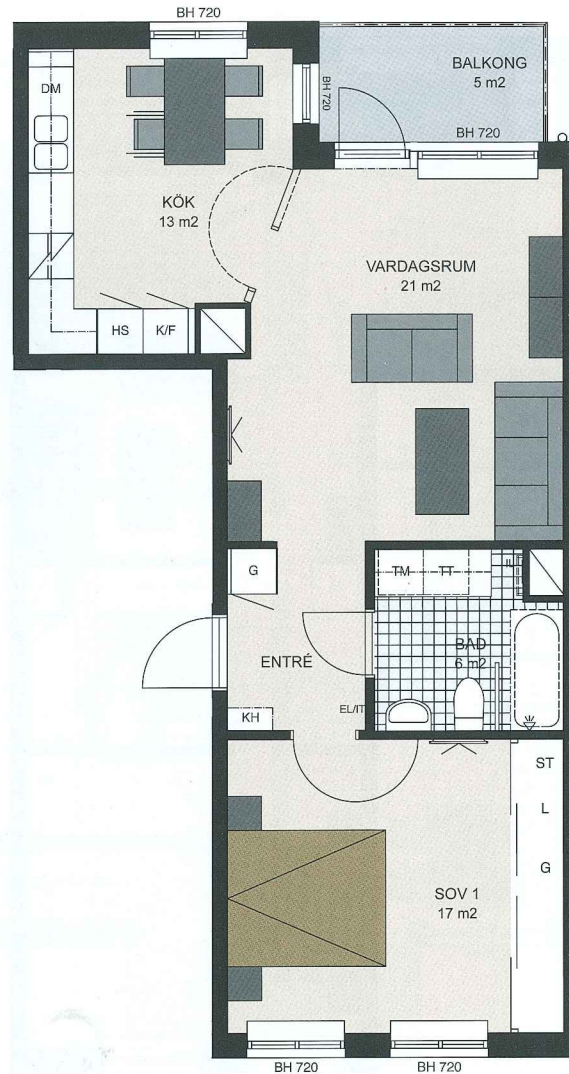 BH 720
BALKONG
5 m2
DM
BH 720
BH 720
KÖK
13 m2
VARDAGSRUM
21 m2
HS
K/F
G
TM
TT
BAD
6 m2
ENTRÉ
KH
EL/IT
ST
L
G
SOV 1
17 m2
BH 720
BH 720